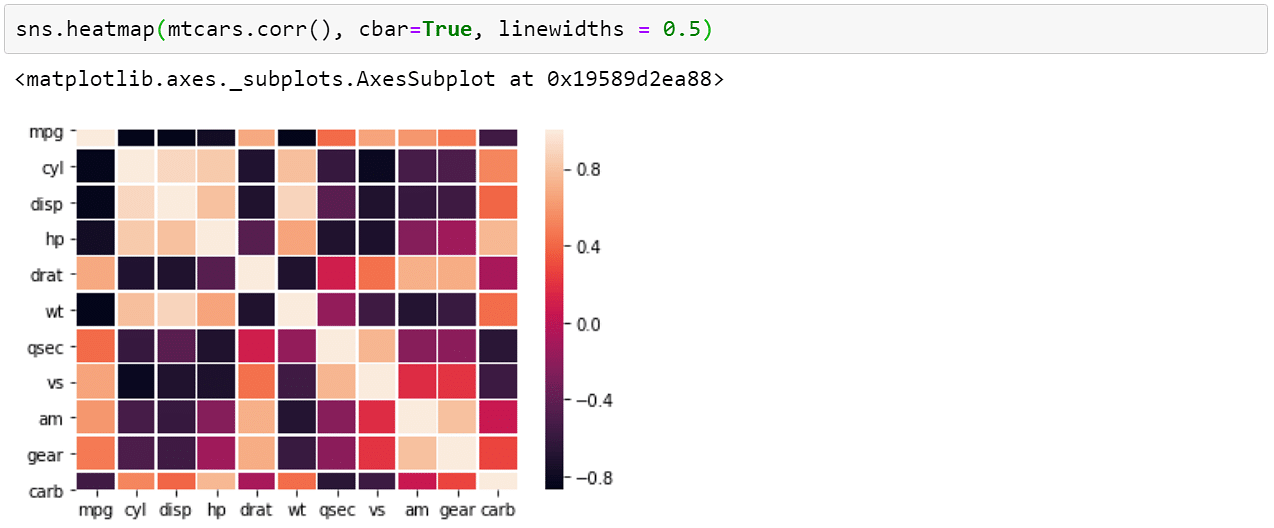 sns.heatmap(mtcars.corr(), cbar=True, linewidths = 0.5)
<matplotlib.axes._subplots.AxesSubplot at 0x19589d2ea88>
mpg
cyl
disp
hp
drat
wt
qsec
vs
am
gear
carb
mpg cyl disp hp drat wt qsec vs am gear carb
0.8
0.4
0.0
−0.4
−0.8